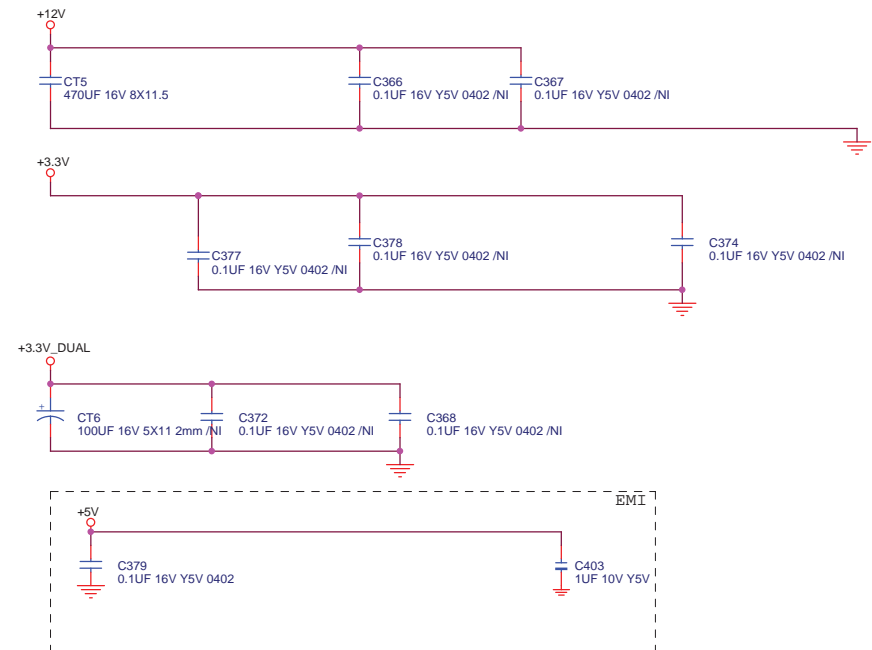 +12V
CT5
470UF 16V 8X11.5
C366
0.1UF 16V Y5V 0402 /NI
C367
0.1UF 16V Y5V 0402 /NI
+3.3V
C377
0.1UF 16V Y5V 0402 /NI
C378
0.1UF 16V Y5V 0402 /NI
C374
0.1UF 16V Y5V 0402 /NI
+3.3V_DUAL
+
CT6
100UF 16V 5X11 2mm /NI
C372
0.1UF 16V Y5V 0402 /NI
C368
0.1UF 16V Y5V 0402 /NI
EMI
+5V
C379
0.1UF 16V Y5V 0402
C403
1UF 10V Y5V